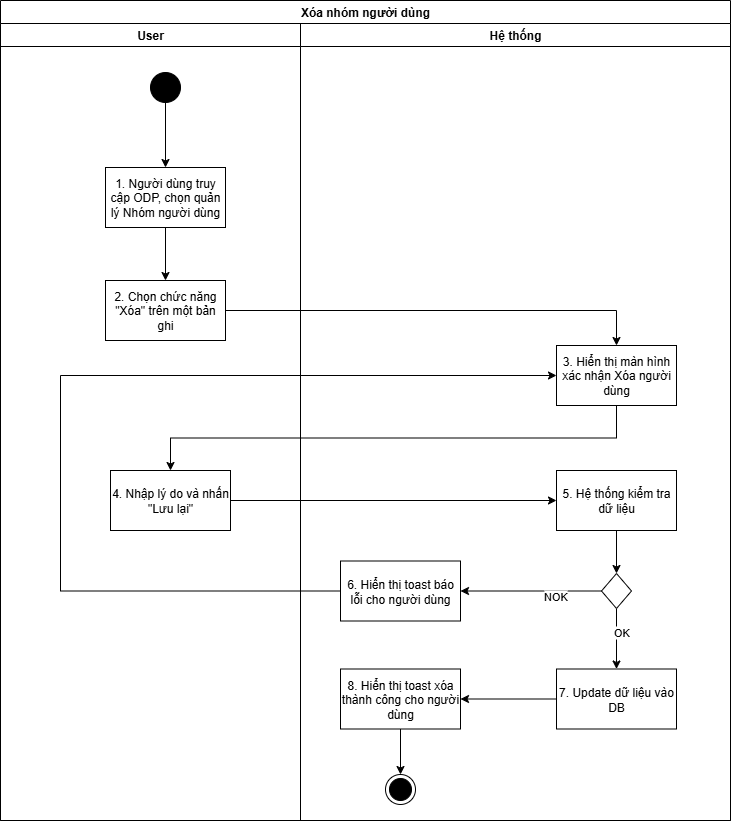 Xóa nhóm người dùng
User
Hệ thống
1. Người dùng truy
cập ODP, chọn quản
lý Nhóm người dùng
2. Chọn chức năng
"Xóa" trên một bản
ghi
3. Hiển thị màn hình
xác nhận Xóa người
dùng
4. Nhập lý do và nhấn
"Lưu lại"
5. Hệ thống kiểm tra
dữ liệu
6. Hiển thị toast báo
lỗi cho người dùng
NOK
OK
8. Hiển thị toast xóa
thành công cho người
dùng
7. Update dữ liệu vào
DB